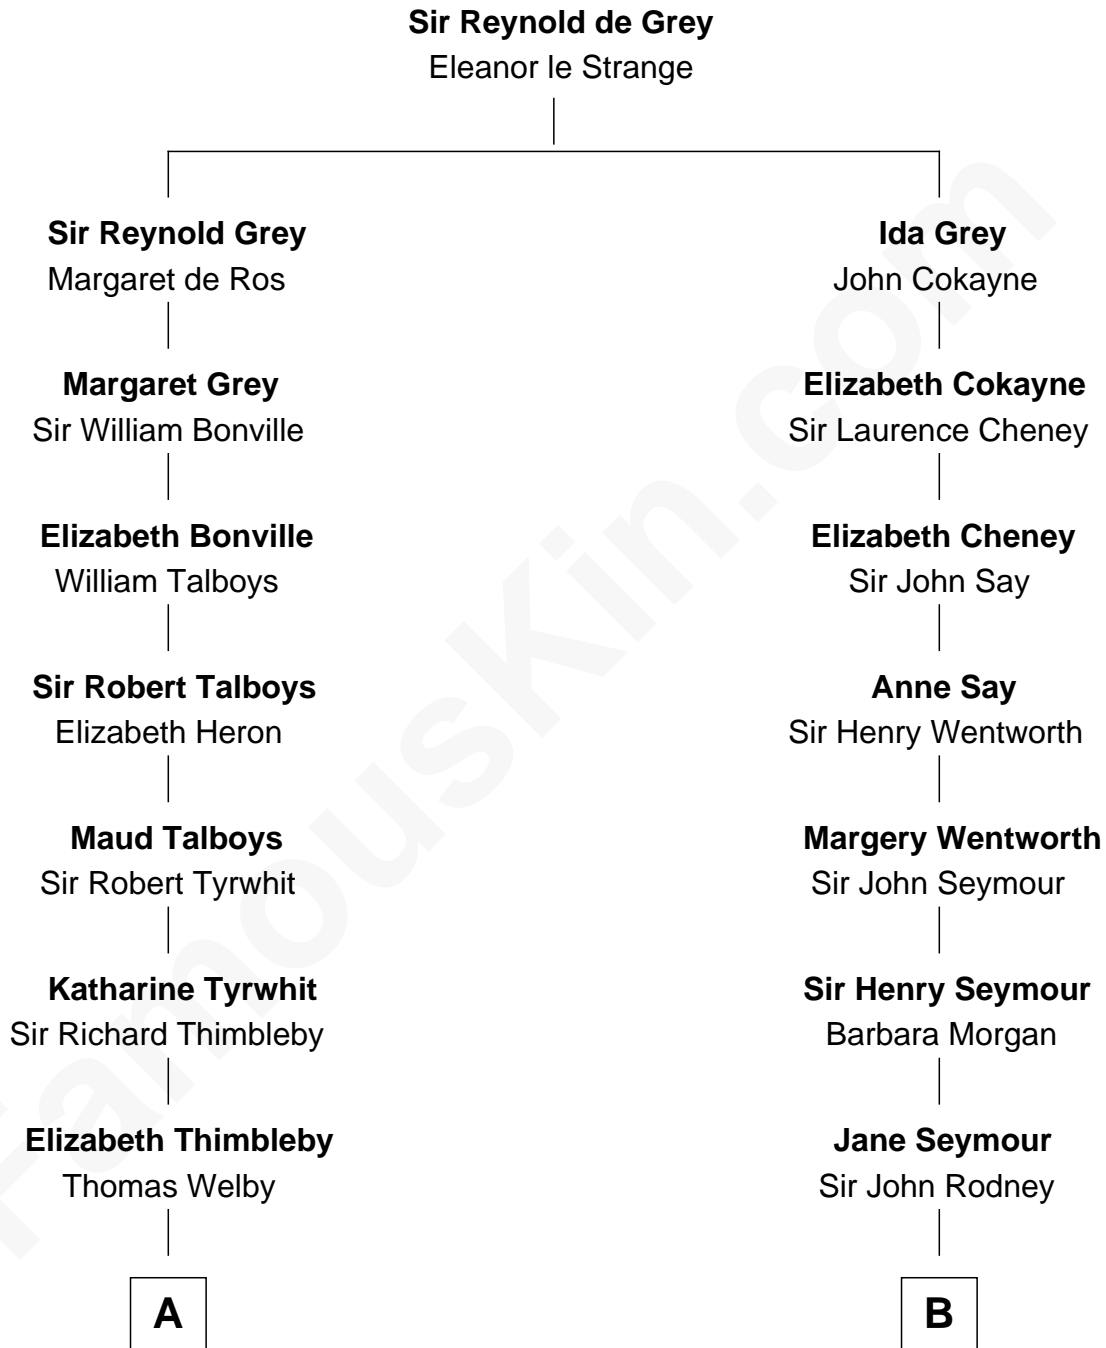 Sir Reynold de Grey
Eleanor le Strange
Sir Reynold Grey
Margaret de Ros
Ida Grey
John Cokayne
Margaret Grey
Sir William Bonville
Elizabeth Cokayne
Sir Laurence Cheney
Elizabeth Bonville
William Talboys
Elizabeth Cheney
Sir John Say
Sir Robert Talboys
Elizabeth Heron
Anne Say
Sir Henry Wentworth
Maud Talboys
Sir Robert Tyrwhit
Margery Wentworth
Sir John Seymour
Katharine Tyrwhit
Sir Richard Thimbleby
Sir Henry Seymour
Barbara Morgan
Elizabeth Thimbleby
Thomas Welby
Jane Seymour
Sir John Rodney
A
B
FamousKin.com